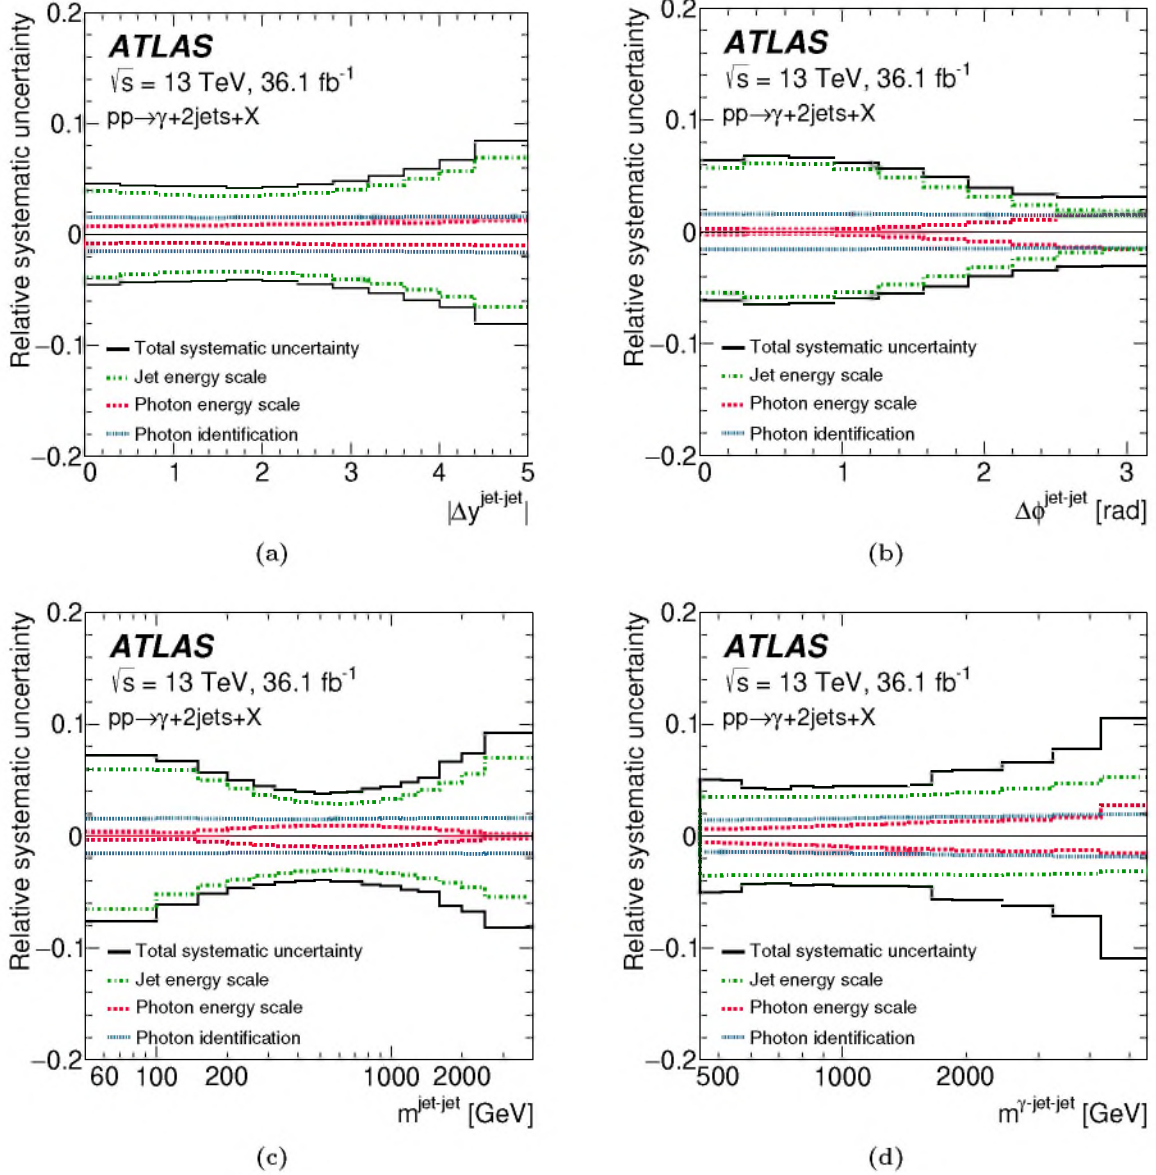 Relative systematic uncertainty
0.2
0.1
0
−0.1
−0.2
ATLAS
√s = 13 TeV, 36.1 fb⁻¹
pp→γ+2jets+X
Total systematic uncertainty
Jet energy scale
Photon energy scale
Photon identification
0 1 2 3 4 5
|Δy^jet-jet|
(a)
Relative systematic uncertainty
0.2
0.1
0
−0.1
−0.2
ATLAS
√s = 13 TeV, 36.1 fb⁻¹
pp→γ+2jets+X
Total systematic uncertainty
Jet energy scale
Photon energy scale
Photon identification
0 1 2 3
Δϕ^jet-jet [rad]
(b)
Relative systematic uncertainty
0.2
0.1
0
−0.1
−0.2
ATLAS
√s = 13 TeV, 36.1 fb⁻¹
pp→γ+2jets+X
Total systematic uncertainty
Jet energy scale
Photon energy scale
Photon identification
60 100 200 1000 2000
m^jet-jet [GeV]
(c)
Relative systematic uncertainty
0.2
0.1
0
−0.1
−0.2
ATLAS
√s = 13 TeV, 36.1 fb⁻¹
pp→γ+2jets+X
Total systematic uncertainty
Jet energy scale
Photon energy scale
Photon identification
500 1000 2000
m^γ-jet-jet [GeV]
(d)